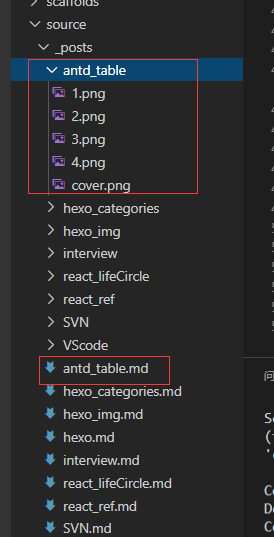 scaffolds
source
_posts
antd_table
1.png
2.png
3.png
4.png
cover.png
hexo_categories
hexo_img
interview
react_lifeCircle
react_ref
SVN
VScode
antd_table.md
hexo_categories.md
hexo_img.md
hexo.md
interview.md
react_lifeCircle.md
react_ref.md
SVN.md
问